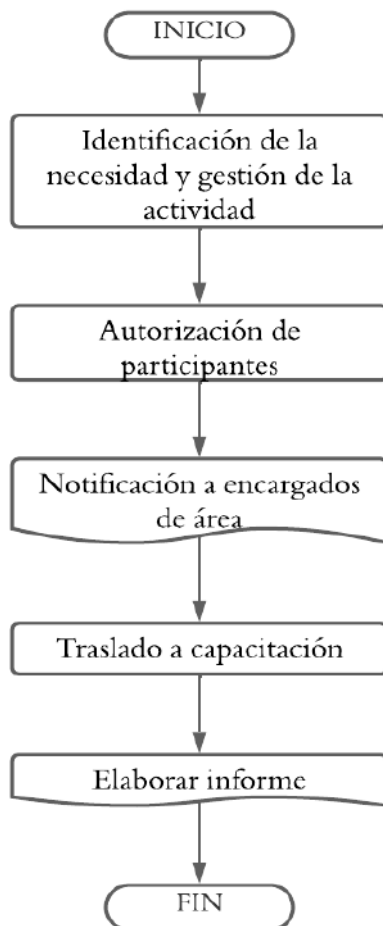 INICIO
Identificación de la
necesidad y gestión de la
actividad
Autorización de
participantes
Notificación a encargados
de área
Traslado a capacitación
Elaborar informe
FIN